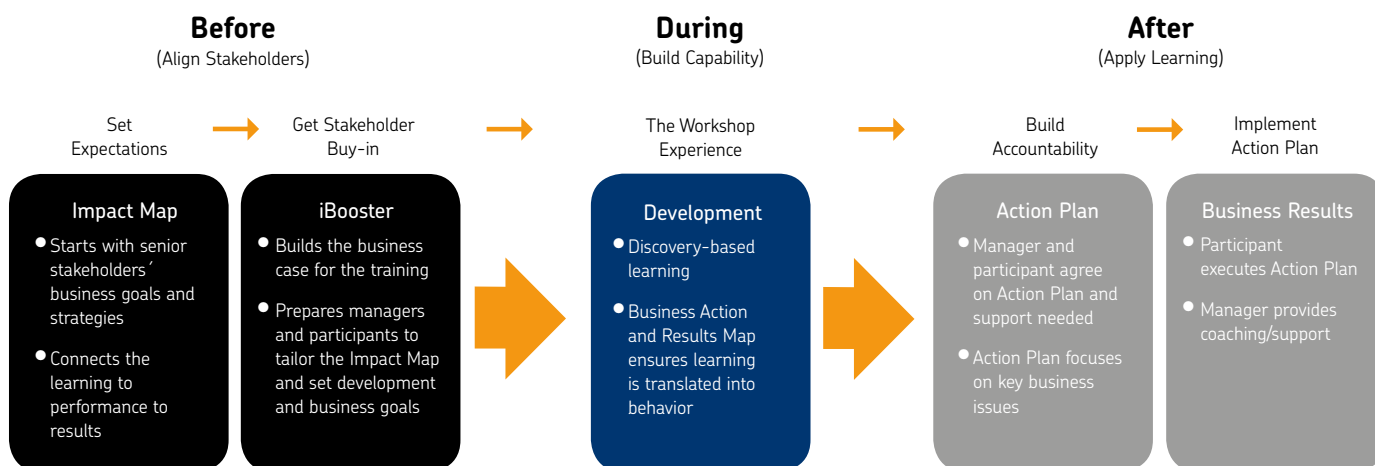 Before
(Align Stakeholders)
During
(Build Capability)
After
(Apply Learning)
Set
Expectations
Get Stakeholder
Buy-in
The Workshop
Experience
Build
Accountability
Implement
Action Plan
Impact Map
• Starts with senior
stakeholders´
business goals and
strategies
• Connects the
learning to
performance to
results
iBooster
• Builds the business
case for the training
• Prepares managers
and participants to
tailor the Impact Map
and set development
and business goals
Development
• Discovery-based
learning
• Business Action
and Results Map
ensures learning
is translated into
behavior
Action Plan
• Manager and
participant agree
on Action Plan and
support needed
• Action Plan focuses
on key business
issues
Business Results
• Participant
executes Action Plan
• Manager provides
coaching/support